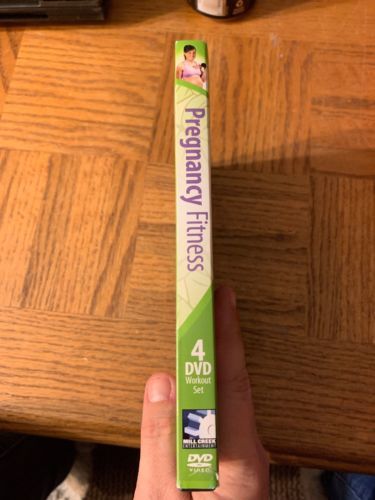 Pregnancy Fitness
4
DVD
Workout
Set
MILL CREEK
ENTERTAINMENT
DVD
VIDEO